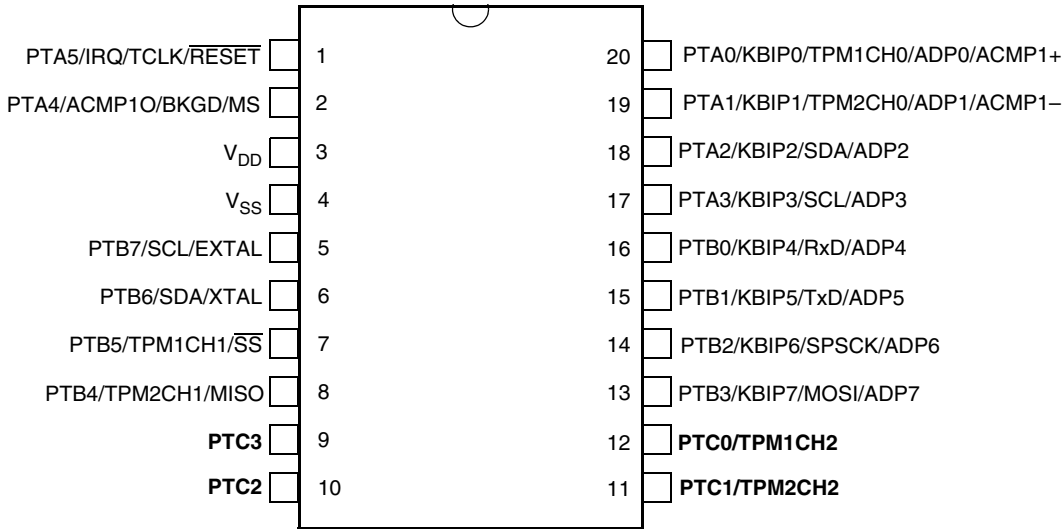 PTA5/IRQ/TCLK/RESET 1
PTA4/ACMP1O/BKGD/MS 2
VDD 3
VSS 4
PTB7/SCL/EXTAL 5
PTB6/SDA/XTAL 6
PTB5/TPM1CH1/SS 7
PTB4/TPM2CH1/MISO 8
PTC3 9
PTC2 10
20 PTA0/KBIP0/TPM1CH0/ADP0/ACMP1+
19 PTA1/KBIP1/TPM2CH0/ADP1/ACMP1–
18 PTA2/KBIP2/SDA/ADP2
17 PTA3/KBIP3/SCL/ADP3
16 PTB0/KBIP4/RxD/ADP4
15 PTB1/KBIP5/TxD/ADP5
14 PTB2/KBIP6/SPSCK/ADP6
13 PTB3/KBIP7/MOSI/ADP7
12 PTC0/TPM1CH2
11 PTC1/TPM2CH2